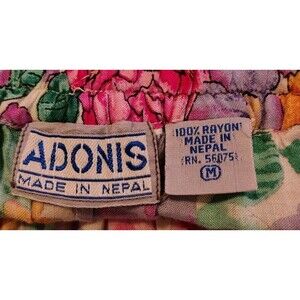 ADONIS
MADE IN NEPAL
100% RAYON
MADE IN
NEPAL
RN. 56075
M